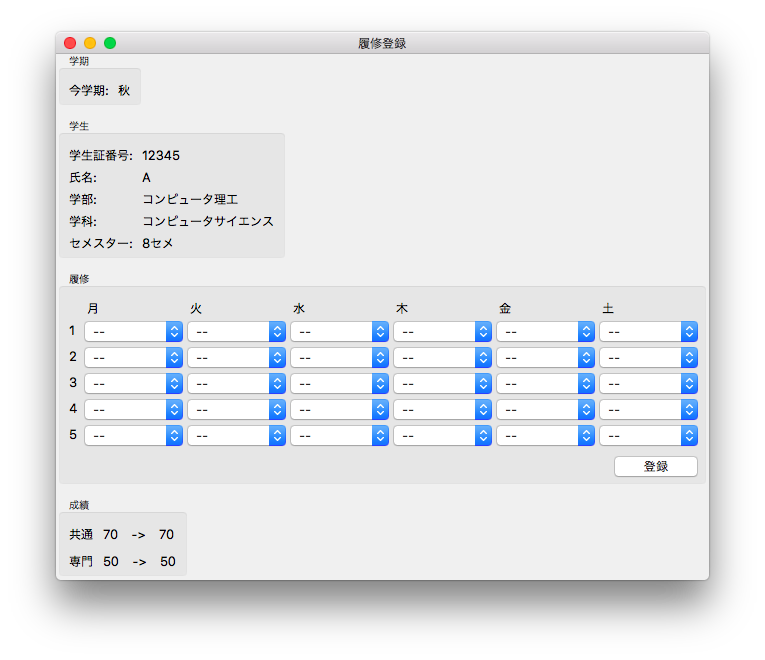 履修登録
学期
今学期: 秋
学生
学生証番号: 12345
氏名: A
学部: コンピュータ理工
学科: コンピュータサイエンス
セメスター: 8セメ
履修
月 火 水 木 金 土
1 -- -- -- -- -- --
2 -- -- -- -- -- --
3 -- -- -- -- -- --
4 -- -- -- -- -- --
5 -- -- -- -- -- --
登録
成績
共通 70 -> 70
専門 50 -> 50